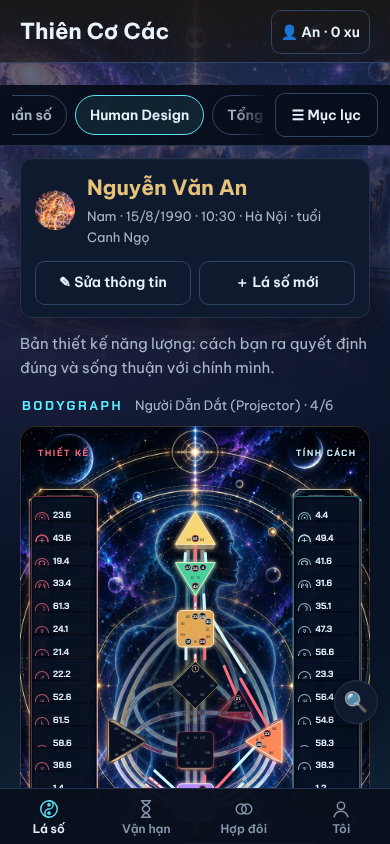 Thiên Cơ Các
An · 0 xu
Human Design
Tổng
Mục lục
Nguyễn Văn An
Nam · 15/8/1990 · 10:30 · Hà Nội · tuổi
Canh Ngọ
Sửa thông tin
+ Lá số mới
Bản thiết kế năng lượng: cách bạn ra quyết định
đúng và sống thuận với chính mình.
BODYGRAPH Người Dẫn Dắt (Projector) · 4/6
THIẾT KẾ
TÍNH CÁCH
23.6
43.6
19.4
33.4
61.3
24.1
21.4
22.2
52.6
61.5
58.6
38.6
4.4
49.4
41.6
31.6
35.1
47.3
56.6
23.3
56.4
54.6
58.3
38.5
Lá số
Vận hạn
Hợp đôi
Tôi